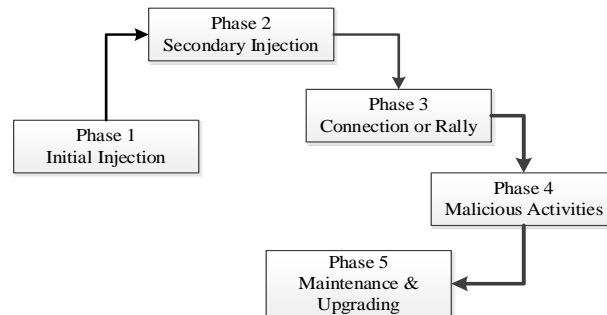 Phase 1
Initial Injection
Phase 2
Secondary Injection
Phase 3
Connection or Rally
Phase 4
Malicious Activities
Phase 5
Maintenance &
Upgrading